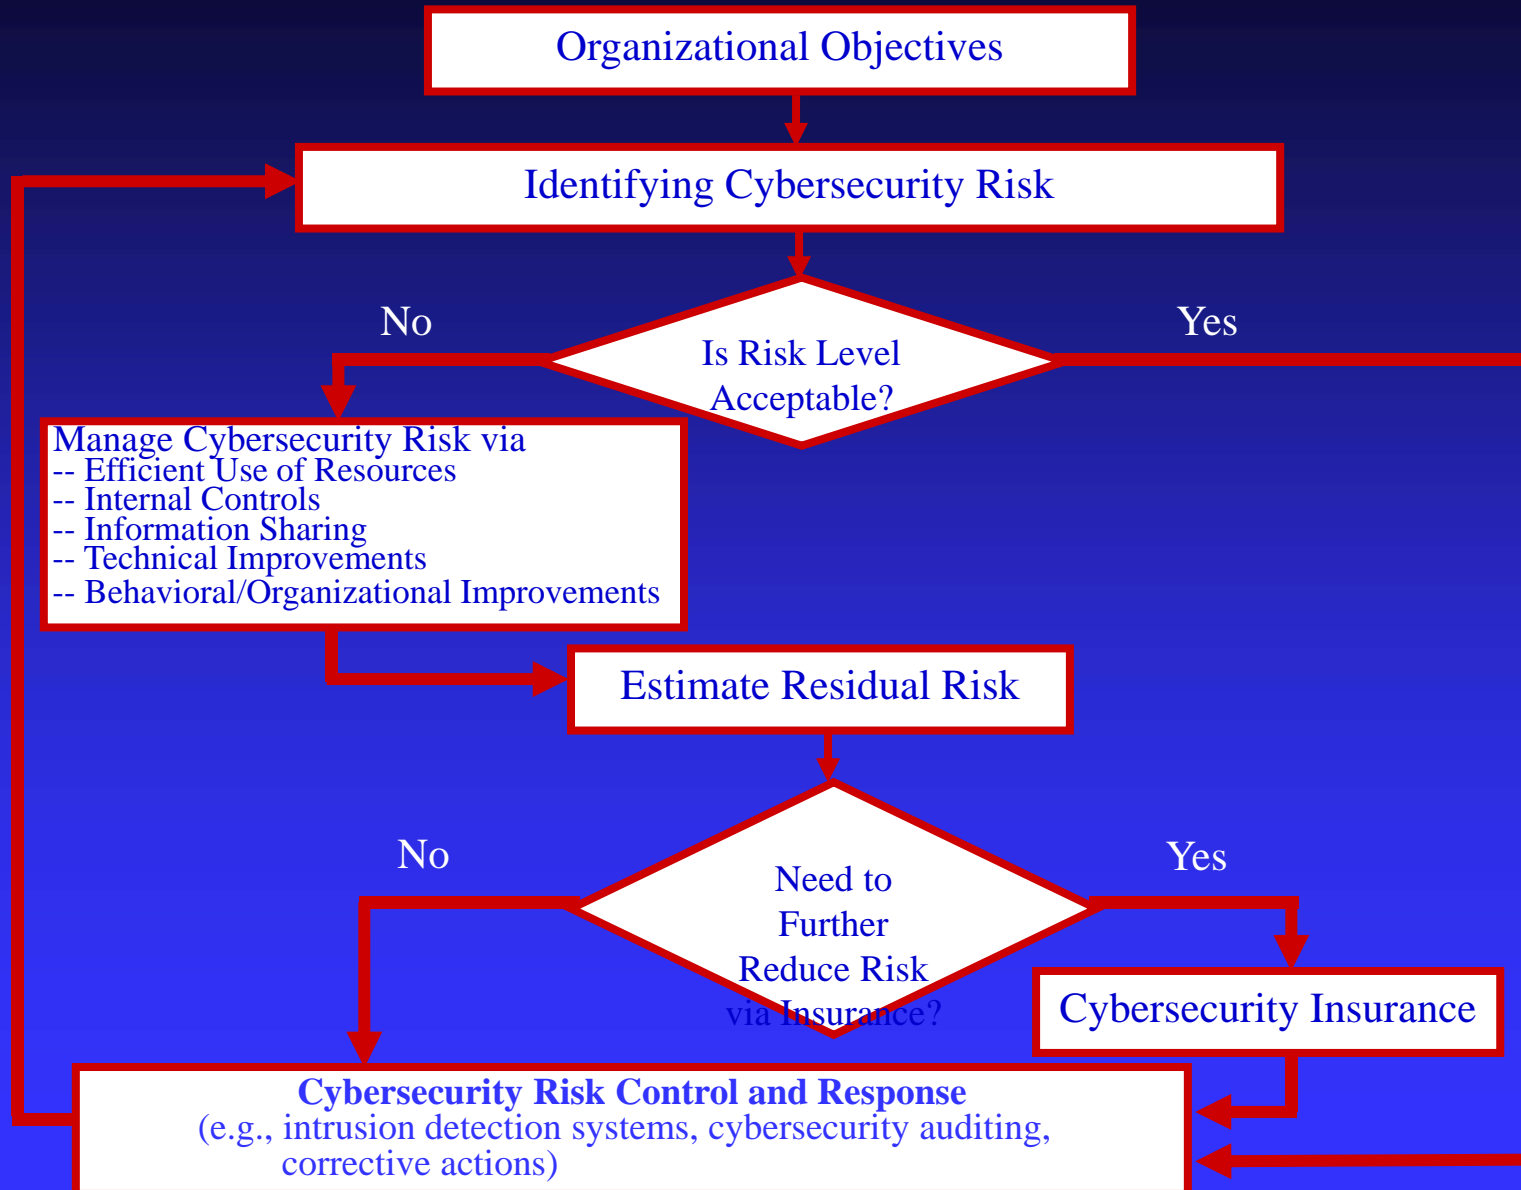 Organizational Objectives
Identifying Cybersecurity Risk
No
Yes
Is Risk Level
Acceptable?
Manage Cybersecurity Risk via
-- Efficient Use of Resources
-- Internal Controls
-- Information Sharing
-- Technical Improvements
-- Behavioral/Organizational Improvements
Estimate Residual Risk
No
Yes
Need to
Further
Reduce Risk
via Insurance?
Cybersecurity Insurance
Cybersecurity Risk Control and Response
(e.g., intrusion detection systems, cybersecurity auditing,
corrective actions)